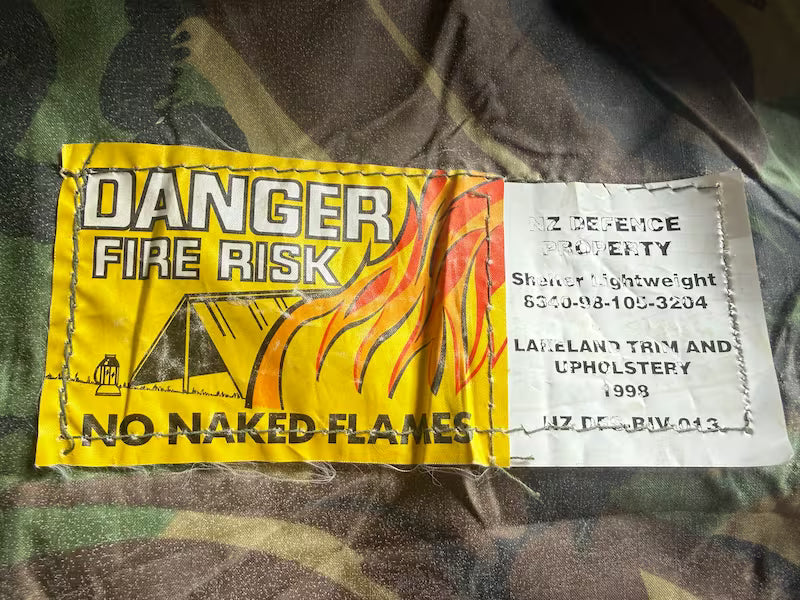 DANGER
FIRE RISK
NO NAKED FLAMES
NZ DEFENCE
PROPERTY
Shelter Lightweight
8340-98-105-3204
LAKELAND TRIM AND
UPHOLSTERY
1998
NZ DEF-BIV-013